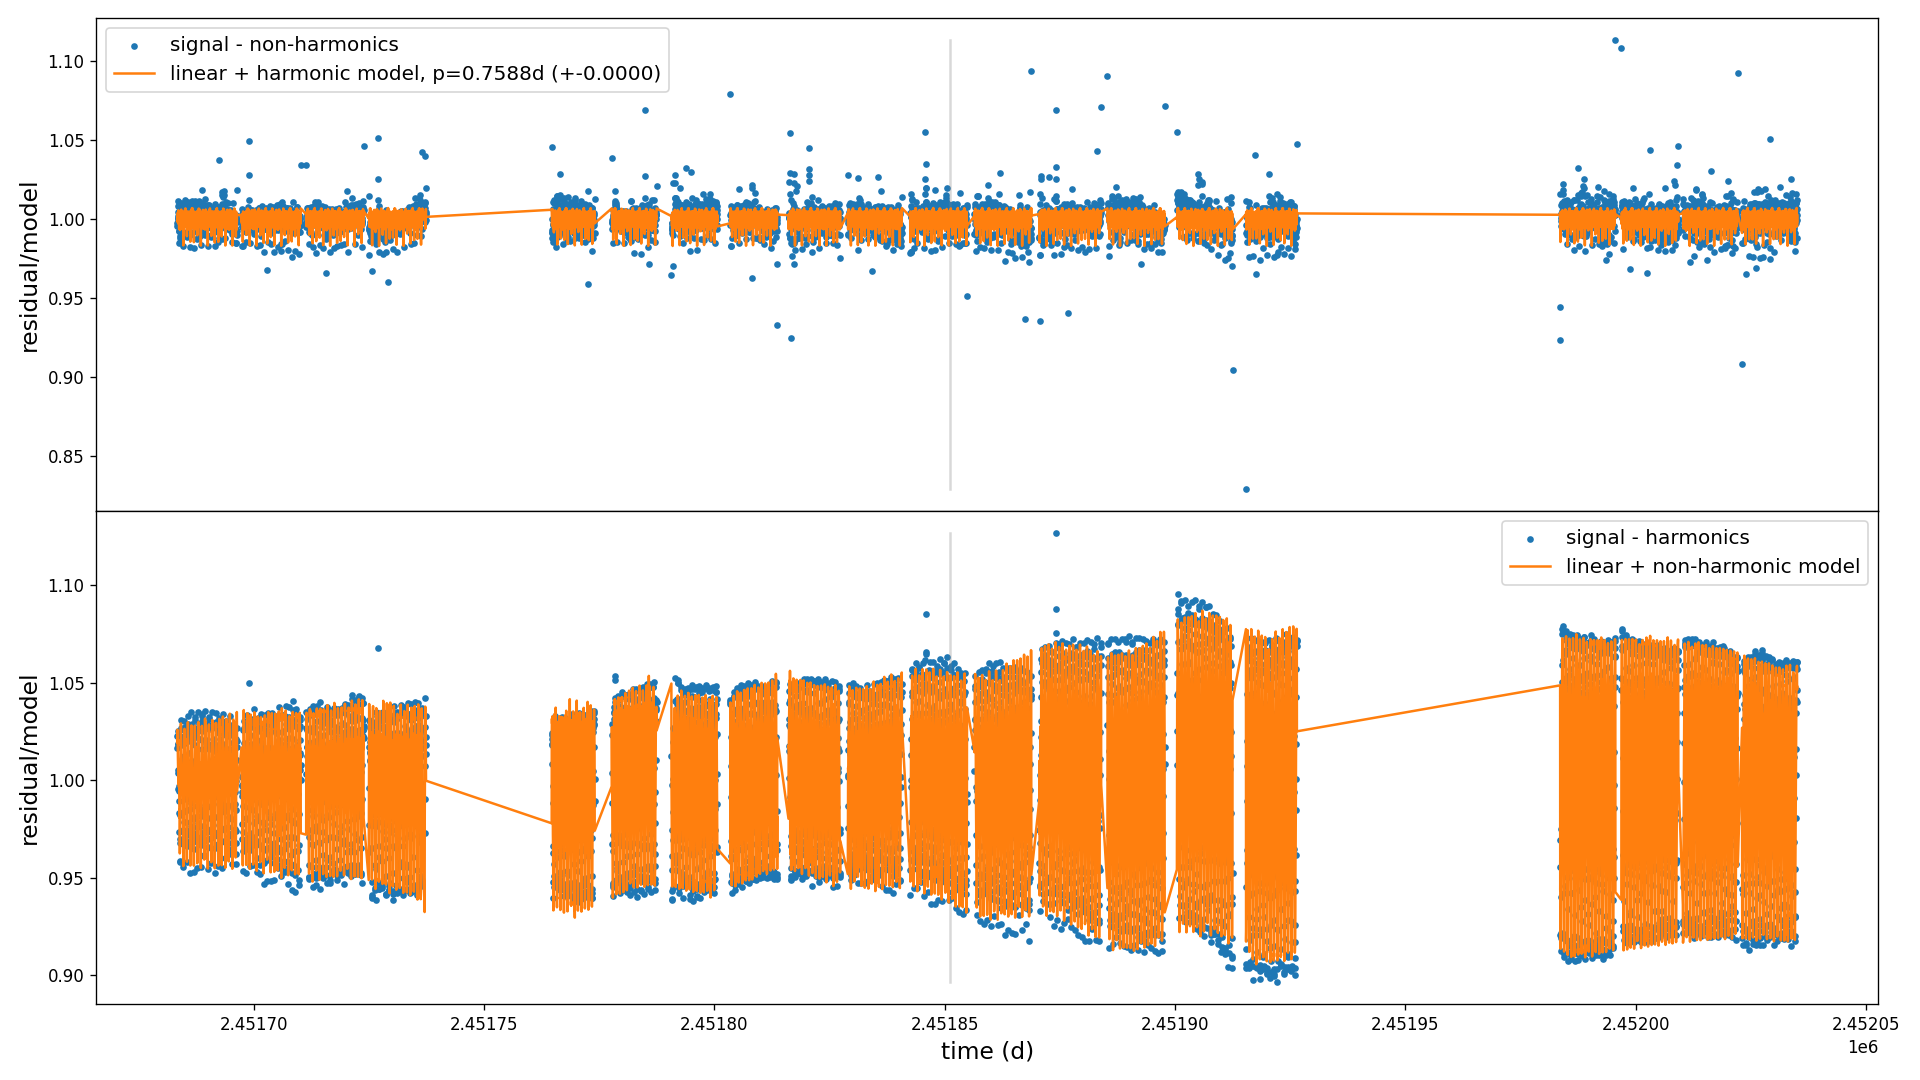 signal - non-harmonics
linear + harmonic model, p=0.7588d (+-0.0000)
1.10
1.05
1.00
0.95
0.90
0.85
residual/model
signal - harmonics
linear + non-harmonic model
1.10
1.05
1.00
0.95
0.90
residual/model
2.45170 2.45175 2.45180 2.45185 2.45190 2.45195 2.45200 2.45205
time (d)
1e6